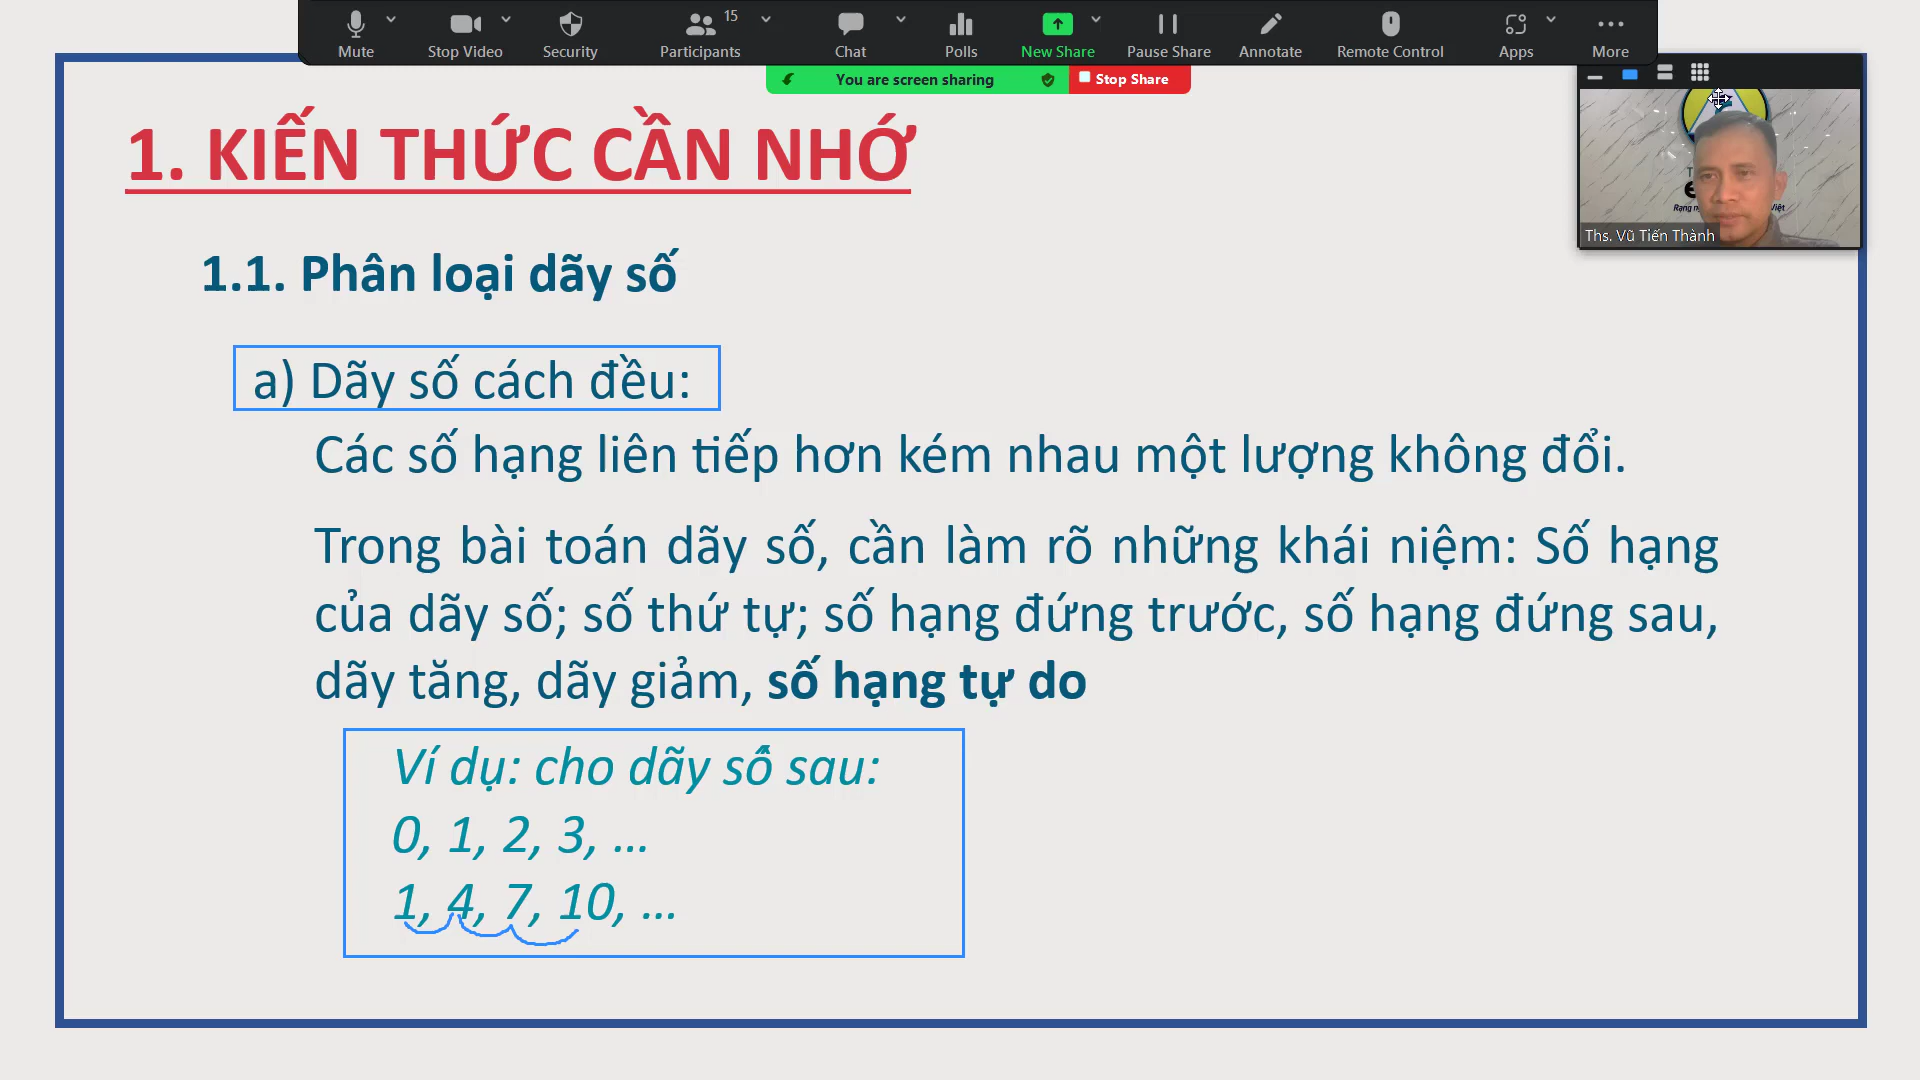 Mute
Stop Video
Security
Participants
15
Chat
Polls
New Share
Pause Share
Annotate
Remote Control
Apps
More
You are screen sharing
Stop Share
1. KIẾN THỨC CẦN NHỚ
Ths. Vũ Tiến Thành
1.1. Phân loại dãy số
a) Dãy số cách đều:
Các số hạng liên tiếp hơn kém nhau một lượng không đổi.
Trong bài toán dãy số, cần làm rõ những khái niệm: Số hạng
của dãy số; số thứ tự; số hạng đứng trước, số hạng đứng sau,
dãy tăng, dãy giảm, số hạng tự do
Ví dụ: cho dãy số sau:
0, 1, 2, 3, ...
1, 4, 7, 10, ...